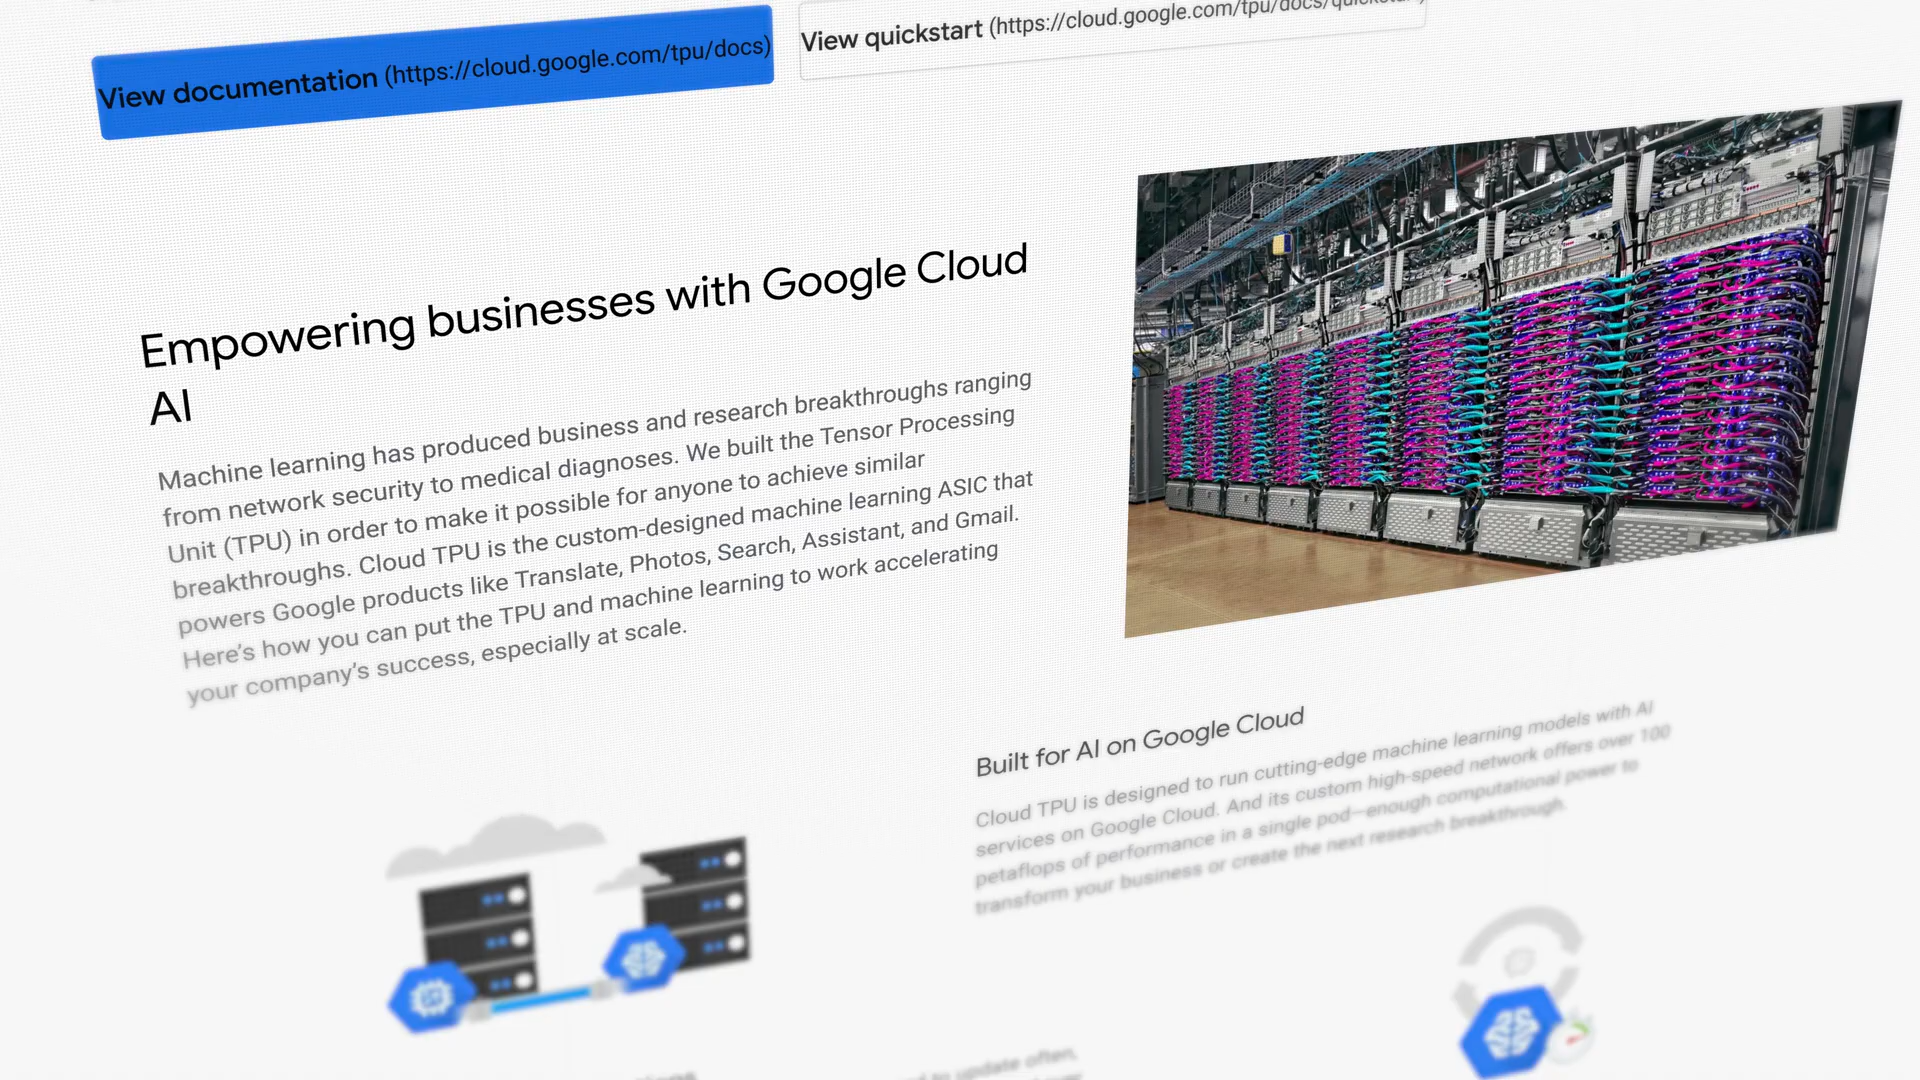 View documentation (https://cloud.google.com/tpu/docs)
View quickstart (https://cloud.google.com/tpu/docs/quickstart)
Empowering businesses with Google Cloud
AI
Machine learning has produced business and research breakthroughs ranging
from network security to medical diagnoses. We built the Tensor Processing
Unit (TPU) in order to make it possible for anyone to achieve similar
breakthroughs. Cloud TPU is the custom-designed machine learning ASIC that
powers Google products like Translate, Photos, Search, Assistant, and Gmail.
Here's how you can put the TPU and machine learning to work accelerating
your company's success, especially at scale.
Built for AI on Google Cloud
Cloud TPU is designed to run cutting-edge machine learning models with AI
services on Google Cloud. And its custom high-speed network offers over 100
petaflops of performance in a single pod—enough computational power to
transform your business or create the next research breakthrough.
to update often,